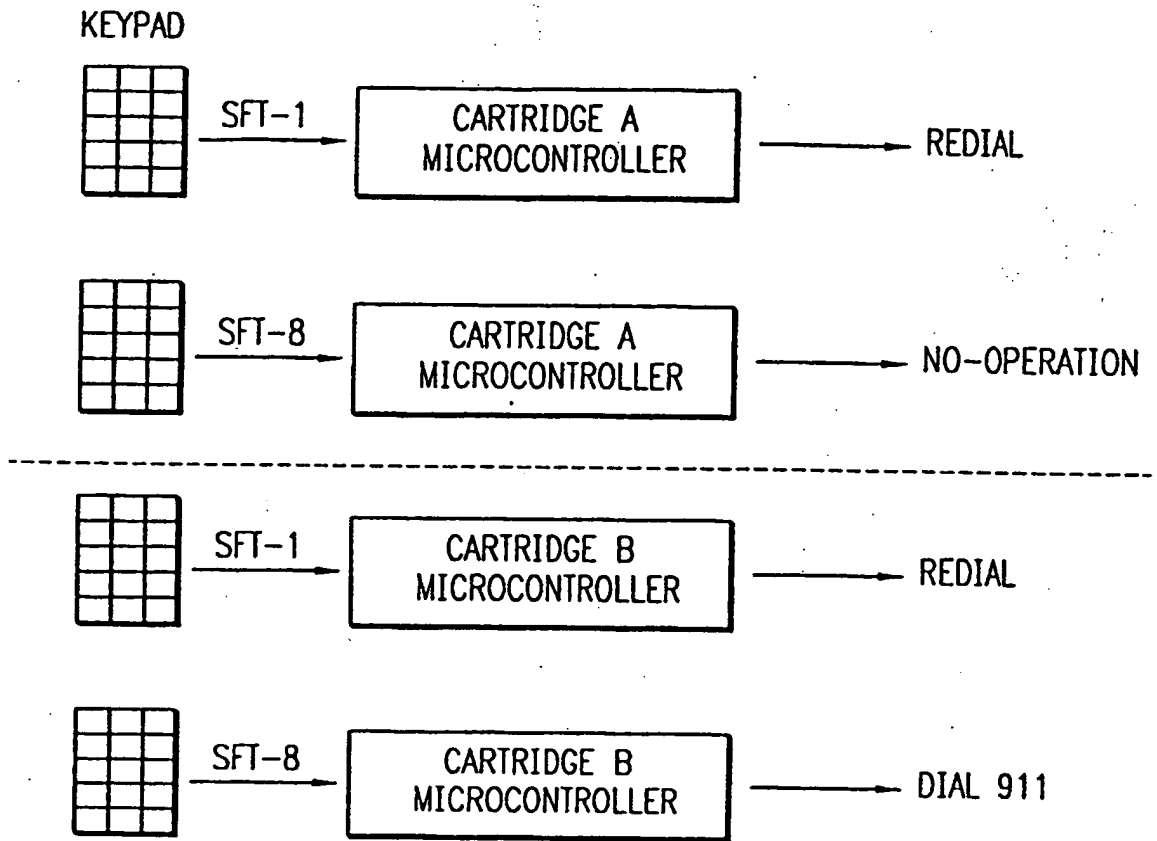 KEYPAD
SFT-1
CARTRIDGE A
MICROCONTROLLER
REDIAL
SFT-8
CARTRIDGE A
MICROCONTROLLER
NO-OPERATION
SFT-1
CARTRIDGE B
MICROCONTROLLER
REDIAL
SFT-8
CARTRIDGE B
MICROCONTROLLER
DIAL 911